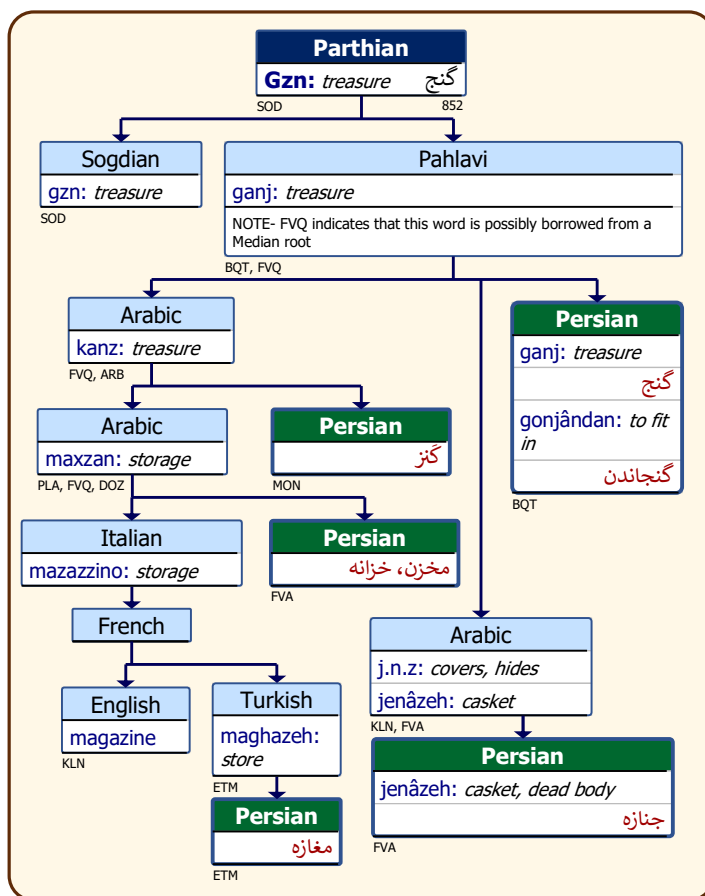 Parthian
Gzn: treasure گنج
SOD 852
Sogdian
gzn: treasure
SOD
Pahlavi
ganj: treasure
NOTE- FVQ indicates that this word is possibly borrowed from a
Median root
BQT, FVQ
Arabic
kanz: treasure
FVQ, ARB
Persian
ganj: treasure
گنج
gonjândan: to fit
in
گنجاندن
BQT
Arabic
maxzan: storage
PLA, FVQ, DOZ
Persian
کَنز
MON
Italian
mazazzino: storage
Persian
مخزن، خزانه
FVA
French
Arabic
j.n.z: covers, hides
jenâzeh: casket
KLN, FVA
English
magazine
KLN
Turkish
maghazeh:
store
ETM
Persian
jenâzeh: casket, dead body
جنازه
FVA
Persian
مغازه
ETM